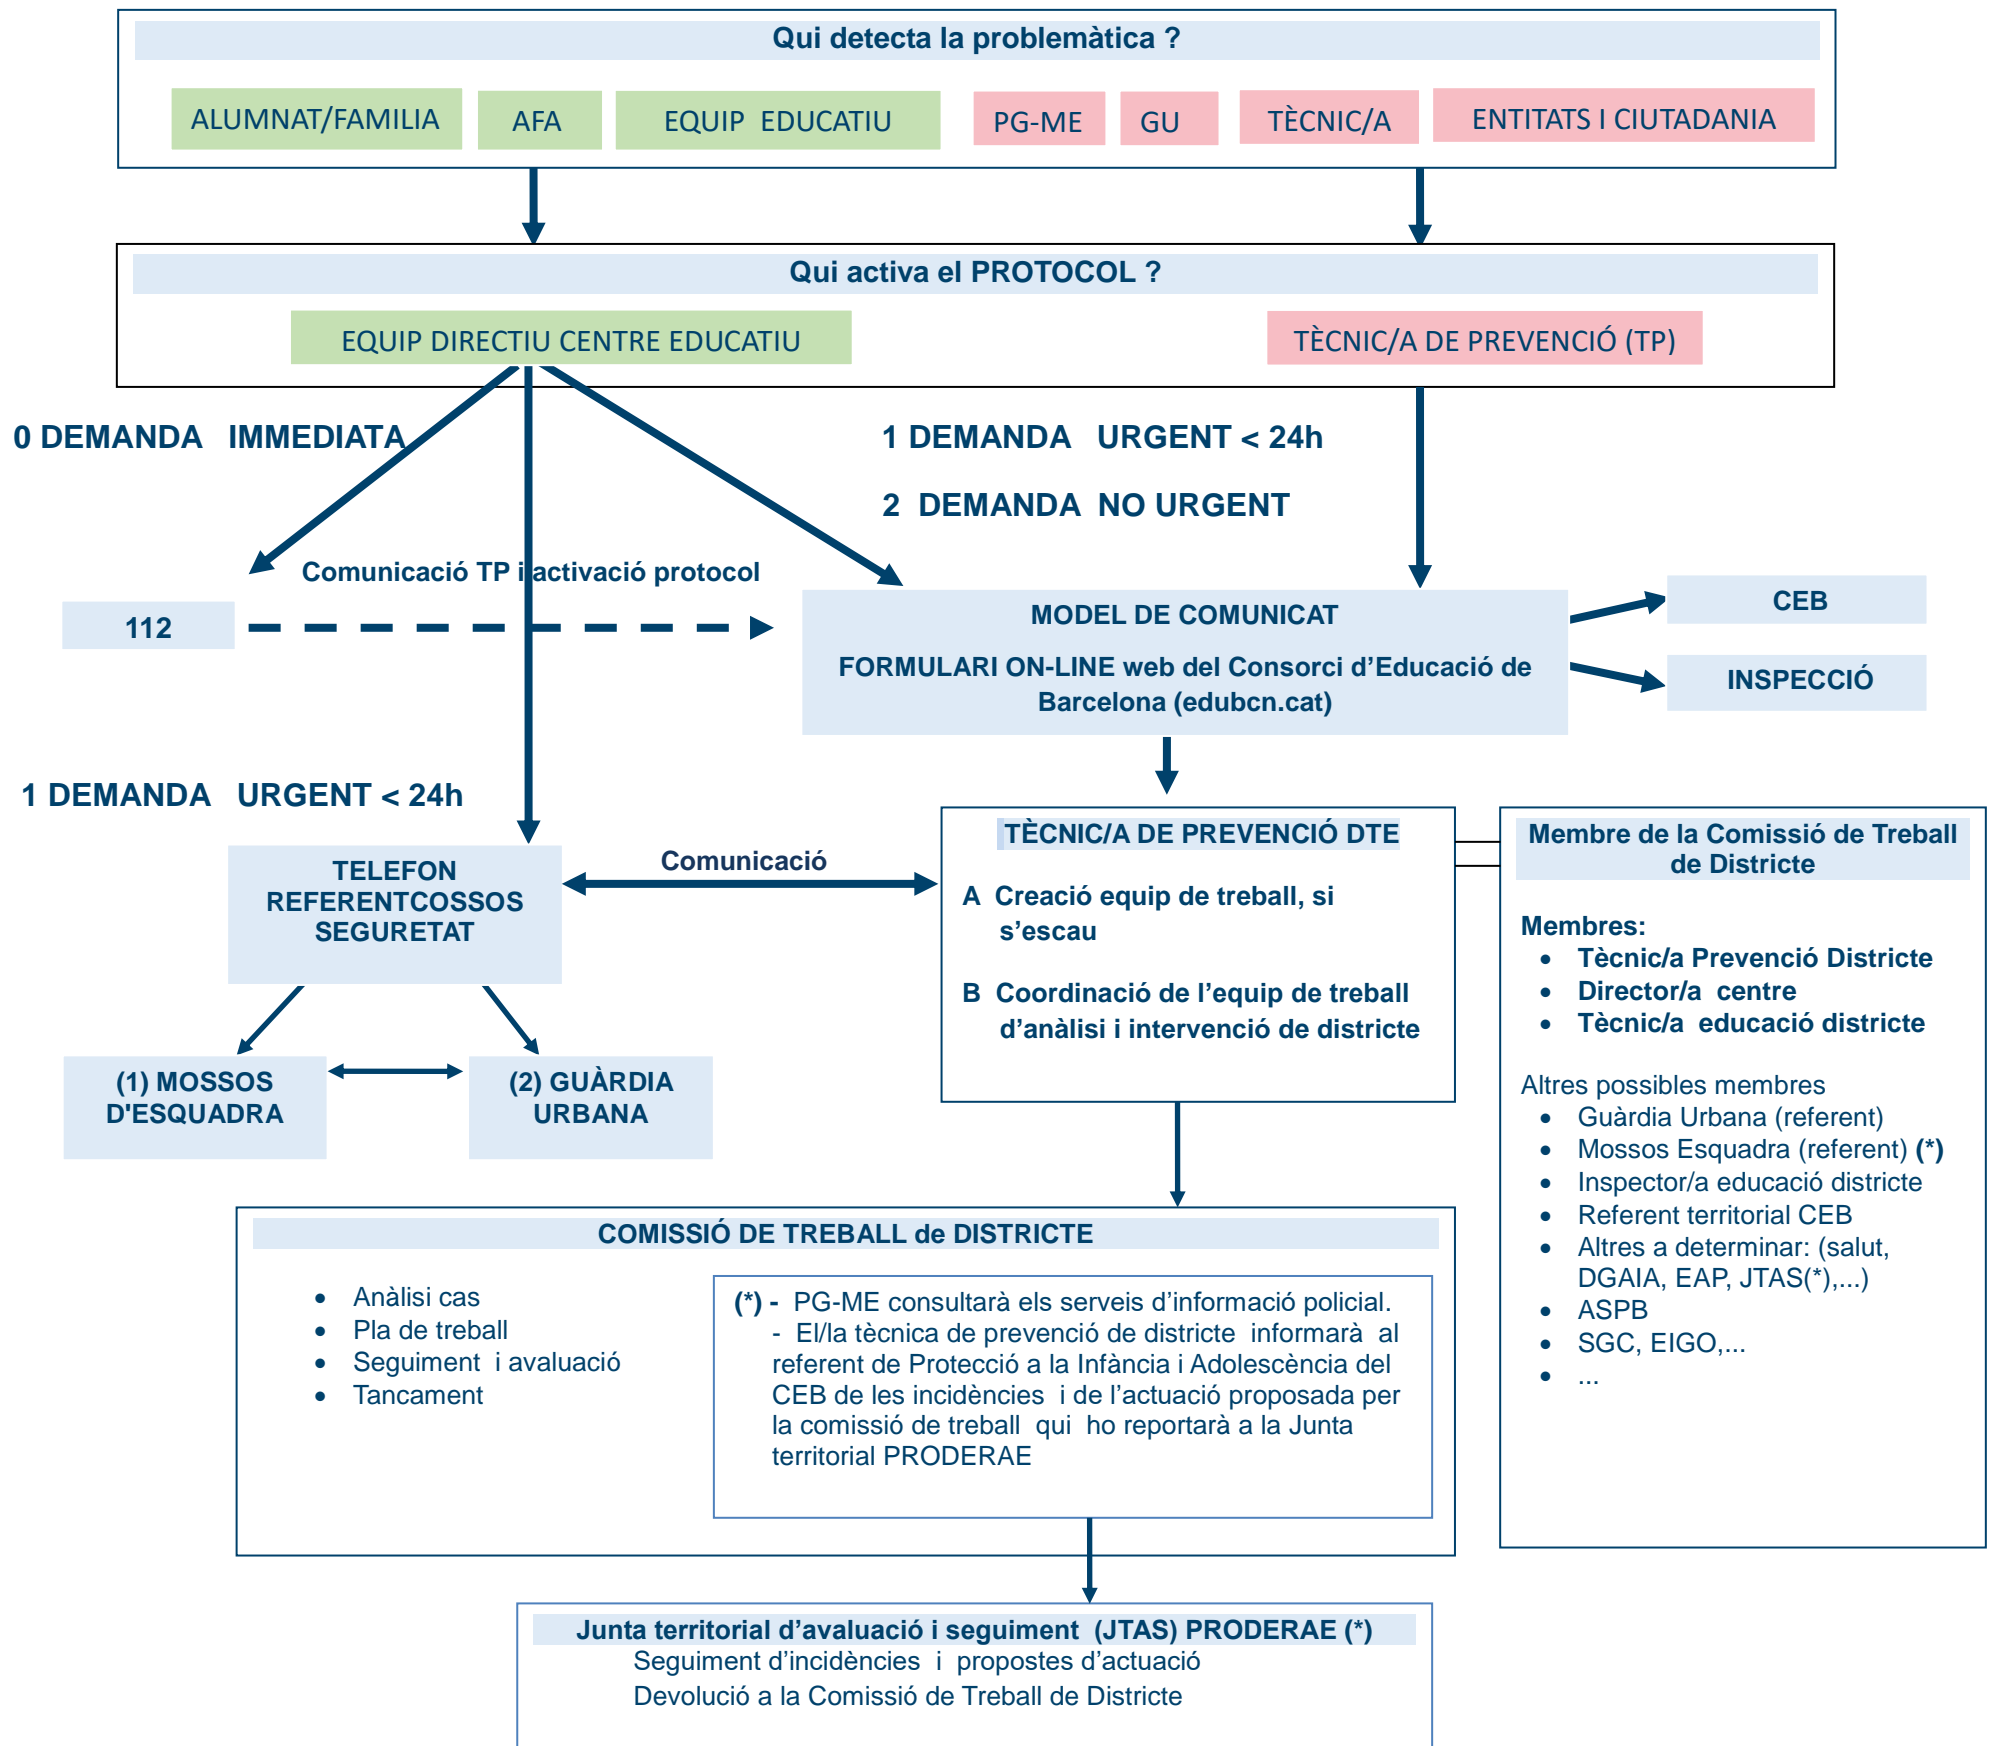 Qui detecta la problemàtica ?
ALUMNAT/FAMILIA
AFA
EQUIP EDUCATIU
PG-ME
GU
TÈCNIC/A
ENTITATS I CIUTADANIA
Qui activa el PROTOCOL ?
EQUIP DIRECTIU CENTRE EDUCATIU
TÈCNIC/A DE PREVENCIÓ (TP)
0 DEMANDA IMMEDIATA
1 DEMANDA URGENT < 24h
2 DEMANDA NO URGENT
Comunicació TP i activació protocol
112
MODEL DE COMUNICAT
FORMULARI ON-LINE web del Consorci d’Educació de
Barcelona (edubcn.cat)
CEB
INSPECCIÓ
1 DEMANDA URGENT < 24h
TELEFON
REFERENTCOSSOS
SEGURETAT
Comunicació
(1) MOSSOS
D'ESQUADRA
(2) GUÀRDIA
URBANA
TÈCNIC/A DE PREVENCIÓ DTE
A Creació equip de treball, si
s’escau
B Coordinació de l’equip de treball
d’anàlisi i intervenció de districte
Membre de la Comissió de Treball
de Districte
Membres:
• Tècnic/a Prevenció Districte
• Director/a centre
• Tècnic/a educació districte
Altres possibles membres
• Guàrdia Urbana (referent)
• Mossos Esquadra (referent) (*)
• Inspector/a educació districte
• Referent territorial CEB
• Altres a determinar: (salut,
DGAIA, EAP, JTAS(*),...)
• ASPB
• SGC, EIGO,...
• ...
COMISSIÓ DE TREBALL de DISTRICTE
• Anàlisi cas
• Pla de treball
• Seguiment i avaluació
• Tancament
(*) - PG-ME consultarà els serveis d’informació policial.
- El/la tècnica de prevenció de districte informarà al
referent de Protecció a la Infància i Adolescència del
CEB de les incidències i de l’actuació proposada per
la comissió de treball qui ho reportarà a la Junta
territorial PRODERAE
Junta territorial d’avaluació i seguiment (JTAS) PRODERAE (*)
Seguiment d’incidències i propostes d’actuació
Devolució a la Comissió de Treball de Districte